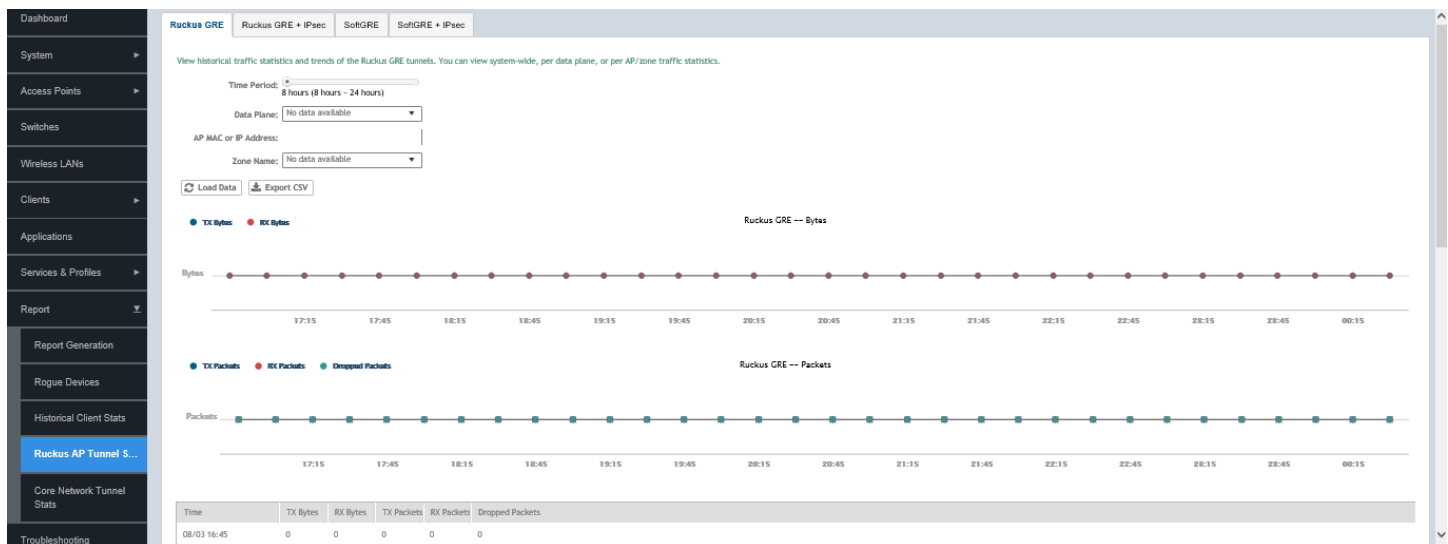 Dashboard
System
Access Points
Switches
Wireless LANs
Clients
Applications
Services & Profiles
Report
Report Generation
Rogue Devices
Historical Client Stats
Ruckus AP Tunnel S...
Core Network Tunnel
Stats
Troubleshooting
Ruckus GRE Ruckus GRE + IPsec SoftGRE SoftGRE + IPsec
View historical traffic statistics and trends of the Ruckus GRE tunnels. You can view system-wide, per data plane, or per AP/zone traffic statistics.
Time Period:
8 hours (8 hours - 24 hours)
Data Plane: No data available
AP MAC or IP Address:
Zone Name: No data available
Load Data Export CSV
TX Bytes RX Bytes Ruckus GRE -- Bytes
Bytes
17:15 17:45 18:15 18:45 19:15 19:45 20:15 20:45 21:15 21:45 22:15 22:45 23:15 23:45 00:15
TX Packets RX Packets Dropped Packets Ruckus GRE -- Packets
Packets
17:15 17:45 18:15 18:45 19:15 19:45 20:15 20:45 21:15 21:45 22:15 22:45 23:15 23:45 00:15
Time TX Bytes RX Bytes TX Packets RX Packets Dropped Packets
08/03 16:45 0 0 0 0 0